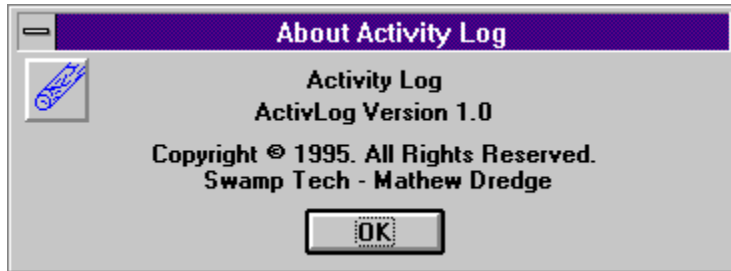 About Activity Log
Activity Log
ActivLog Version 1.0
Copyright © 1995. All Rights Reserved.
Swamp Tech - Mathew Dredge
OK